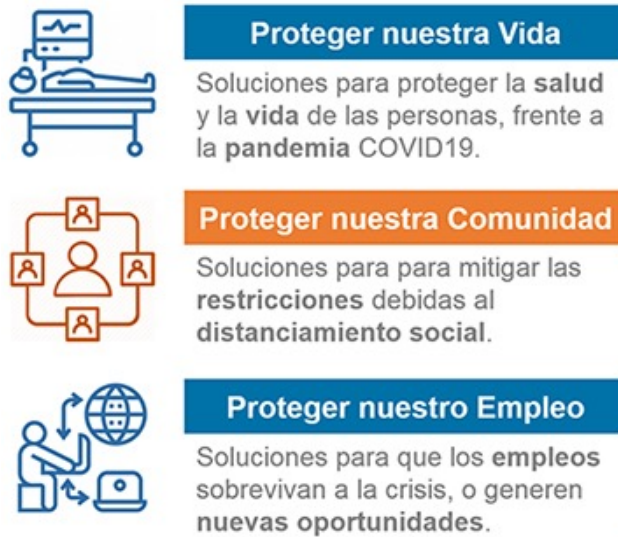 Proteger nuestra Vida
Soluciones para proteger la salud
y la vida de las personas, frente a
la pandemia COVID19.
Proteger nuestra Comunidad
Soluciones para para mitigar las
restricciones debidas al
distanciamiento social.
Proteger nuestro Empleo
Soluciones para que los empleos
sobrevivan a la crisis, o generen
nuevas oportunidades.